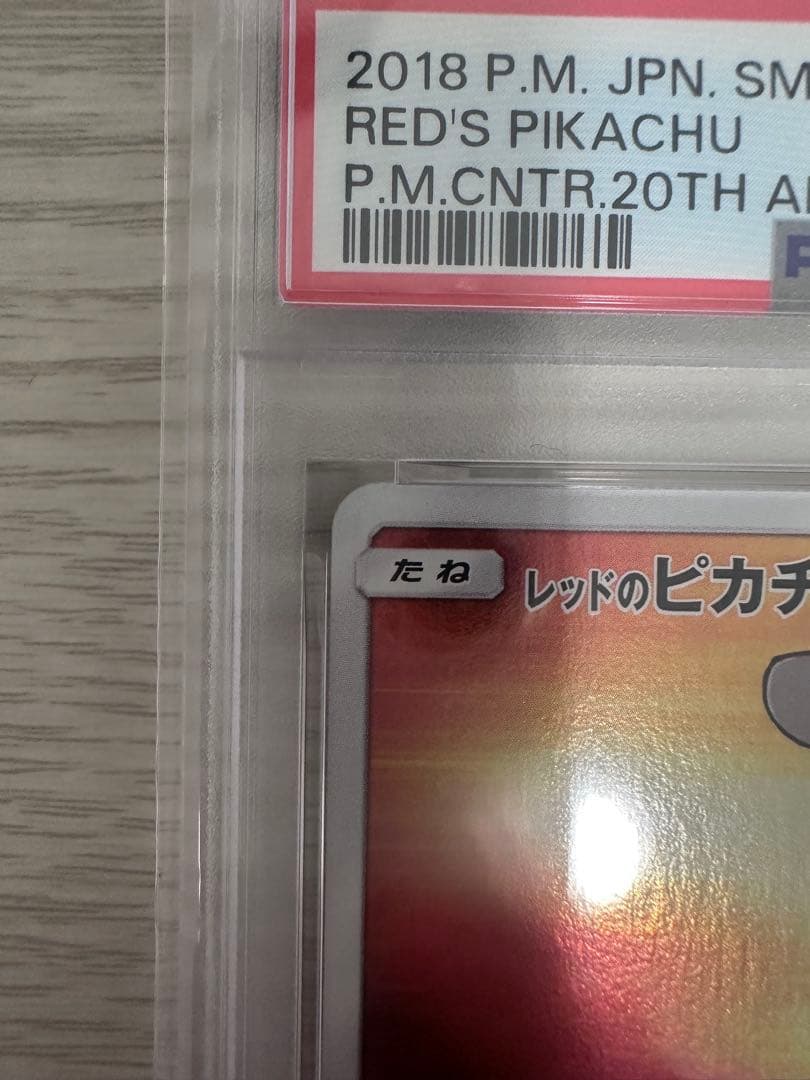 2018 P.M. JPN. SM
RED'S PIKACHU
P.M.CNTR.20TH
たね
レッドのピカチ